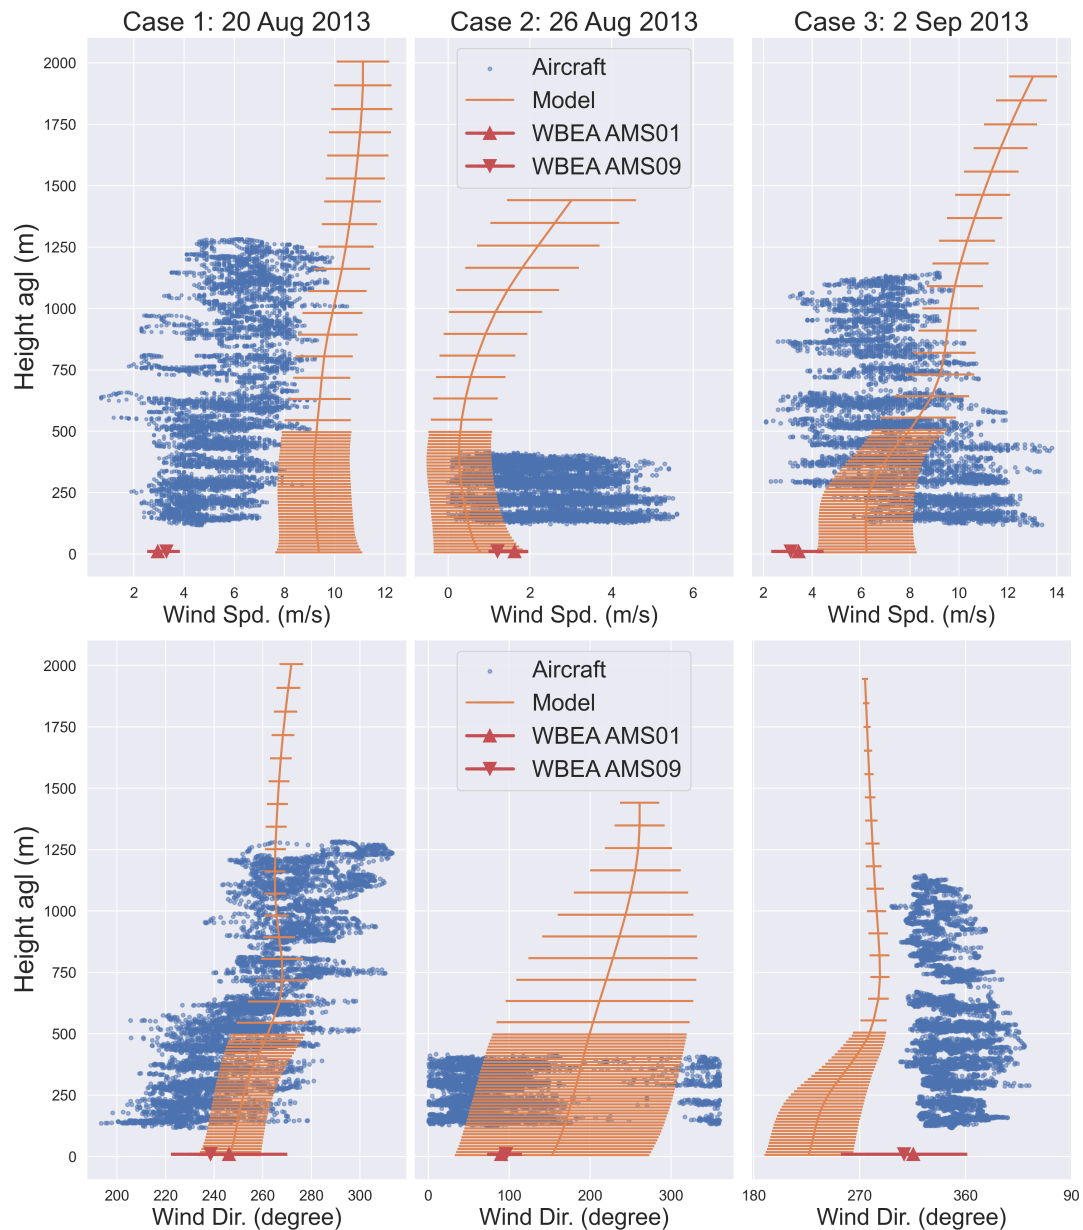 Case 1: 20 Aug 2013 Case 2: 26 Aug 2013 Case 3: 2 Sep 2013
2000
1750
1500
1250
1000
750
500
250
0
Height agl (m)
Aircraft
Model
WBEA AMS01
WBEA AMS09
2 4 6 8 10 12
0 2 4 6
2 4 6 8 10 12 14
Wind Spd. (m/s) Wind Spd. (m/s) Wind Spd. (m/s)
2000
1750
1500
1250
1000
750
500
250
0
Height agl (m)
Aircraft
Model
WBEA AMS01
WBEA AMS09
200 220 240 260 280 300
0 100 200 300
180 270 360 90
Wind Dir. (degree) Wind Dir. (degree) Wind Dir. (degree)